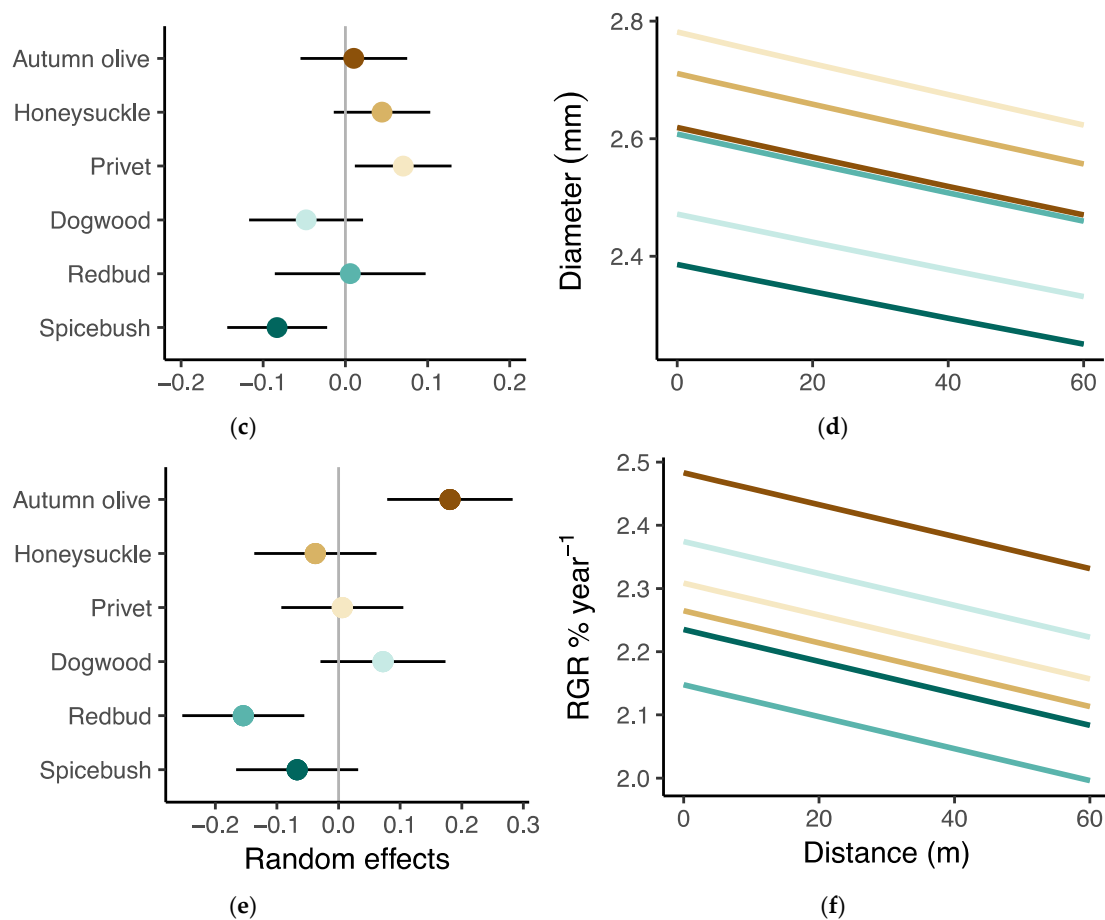 Autumn olive
Honeysuckle
Privet
Dogwood
Redbud
Spicebush
−0.2 −0.1 0.0 0.1 0.2
(c)
Diameter (mm)
2.8
2.6
2.4
0 20 40 60
(d)
Autumn olive
Honeysuckle
Privet
Dogwood
Redbud
Spicebush
−0.2 −0.1 0.0 0.1 0.2 0.3
Random effects
(e)
RGR % year⁻¹
2.5
2.4
2.3
2.2
2.1
2.0
0 20 40 60
Distance (m)
(f)